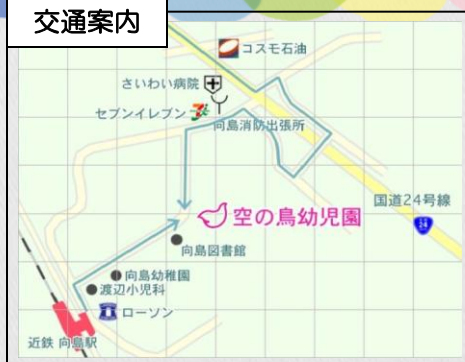 交通案内
コスモ石油
さいわい病院
セブンイレブン
向島消防出張所
国道24号線
24
空の鳥幼児園
向島図書館
向島幼稚園
渡辺小児科
ローソン
近鉄 向島駅